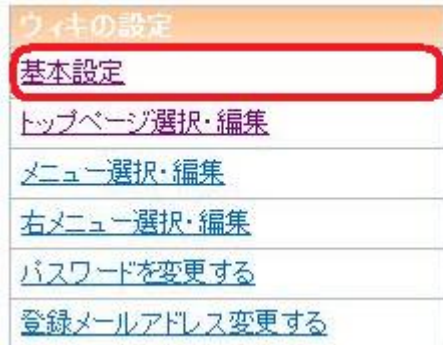 ウィキの設定
基本設定
トップページ選択・編集
メニュー選択・編集
右メニュー選択・編集
パスワードを変更する
登録メールアドレス変更する